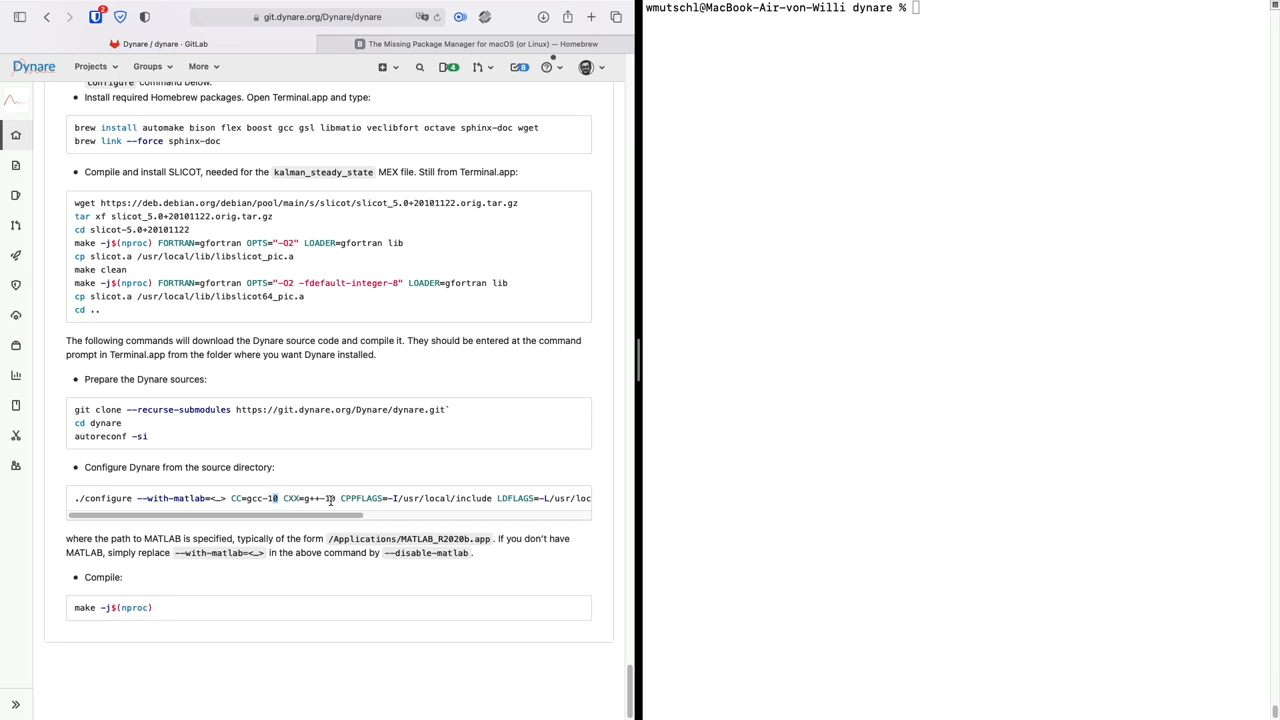 git.dynare.org/Dynare/dynare
2
Dynare / dynare · GitLab
The Missing Package Manager for macOS (or Linux) — Homebrew
Dynare Projects Groups More 4 8
configure command below.
• Install required Homebrew packages. Open Terminal.app and type:
brew install automake bison flex boost gcc gsl libmatio veclibfort octave sphinx-doc wget
brew link --force sphinx-doc
• Compile and install SLICOT, needed for the kalman_steady_state MEX file. Still from Terminal.app:
wget https://deb.debian.org/debian/pool/main/s/slicot/slicot_5.0+20101122.orig.tar.gz
tar xf slicot_5.0+20101122.orig.tar.gz
cd slicot-5.0+20101122
make -j$(nproc) FORTRAN=gfortran OPTS="-O2" LOADER=gfortran lib
cp slicot.a /usr/local/lib/libslicot_pic.a
make clean
make -j$(nproc) FORTRAN=gfortran OPTS="-O2 -fdefault-integer-8" LOADER=gfortran lib
cp slicot.a /usr/local/lib/libslicot64_pic.a
cd ..
The following commands will download the Dynare source code and compile it. They should be entered at the command
prompt in Terminal.app from the folder where you want Dynare installed.
• Prepare the Dynare sources:
git clone --recurse-submodules https://git.dynare.org/Dynare/dynare.git`
cd dynare
autoreconf -si
• Configure Dynare from the source directory:
./configure --with-matlab=<…> CC=gcc-10 CXX=g++-10 CPPFLAGS=-I/usr/local/include LDFLAGS=-L/usr/loc
where the path to MATLAB is specified, typically of the form /Applications/MATLAB_R2020b.app. If you don't have
MATLAB, simply replace --with-matlab=<…> in the above command by --disable-matlab.
• Compile:
make -j$(nproc)
wmutschl@MacBook-Air-von-Willi dynare %